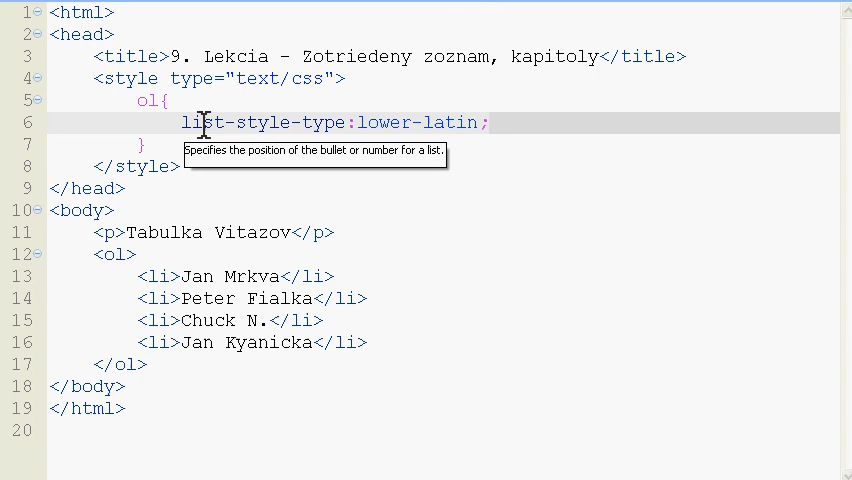 1 <html>
2 <head>
3 <title>9. Lekcia - Zotriedeny zoznam, kapitoly</title>
4 <style type="text/css">
5 ol{
6 list-style-type:lower-latin;
7 }
Specifies the position of the bullet or number for a list.
8 </style>
9 </head>
10 <body>
11 <p>Tabulka Vitazov</p>
12 <ol>
13 <li>Jan Mrkva</li>
14 <li>Peter Fialka</li>
15 <li>Chuck N.</li>
16 <li>Jan Kyanicka</li>
17 </ol>
18 </body>
19 </html>
20